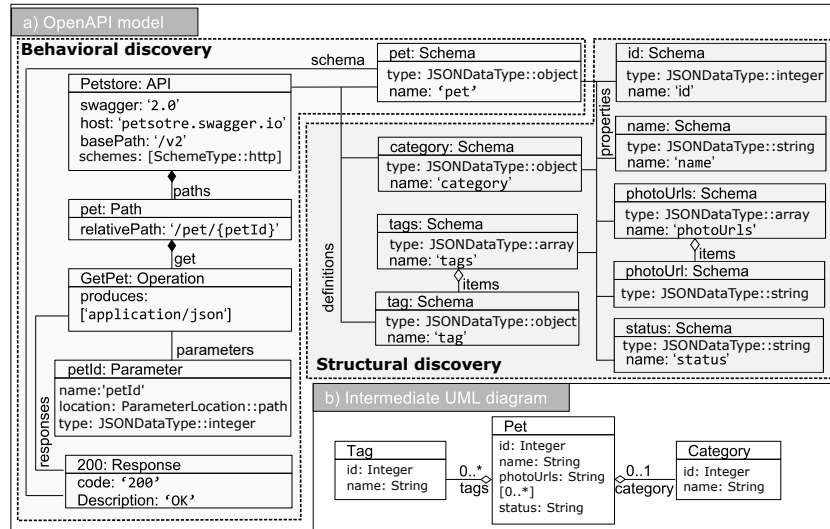 a) OpenAPI model
Behavioral discovery
schema
Petstore: API
swagger: '2.0'
host: 'petsotre.swagger.io'
basePath: '/v2'
schemes: [SchemeType::http]
paths
pet: Path
relativePath: '/pet/{petId}'
get
GetPet: Operation
produces:
['application/json']
parameters
petId: Parameter
name:'petId'
location: ParameterLocation::path
type: JSONDataType::integer
responses
200: Response
code: '200'
Description: 'OK'
pet: Schema
type: JSONDataType::object
name: 'pet'
definitions
category: Schema
type: JSONDataType::object
name: 'category'
tags: Schema
type: JSONDataType::array
name: 'tags'
items
tag: Schema
type: JSONDataType::object
name: 'tag'
Structural discovery
properties
id: Schema
type: JSONDataType::integer
name: 'id'
name: Schema
type: JSONDataType::string
name: 'name'
photoUrls: Schema
type: JSONDataType::array
name: 'photoUrls'
items
photoUrl: Schema
type: JSONDataType::string
status: Schema
type: JSONDataType::string
name: 'status'
b) Intermediate UML diagram
Tag
id: Integer
name: String
0..*
tags
Pet
id: Integer
name: String
photoUrls: String
[0..*]
status: String
0..1
category
Category
id: Integer
name: String